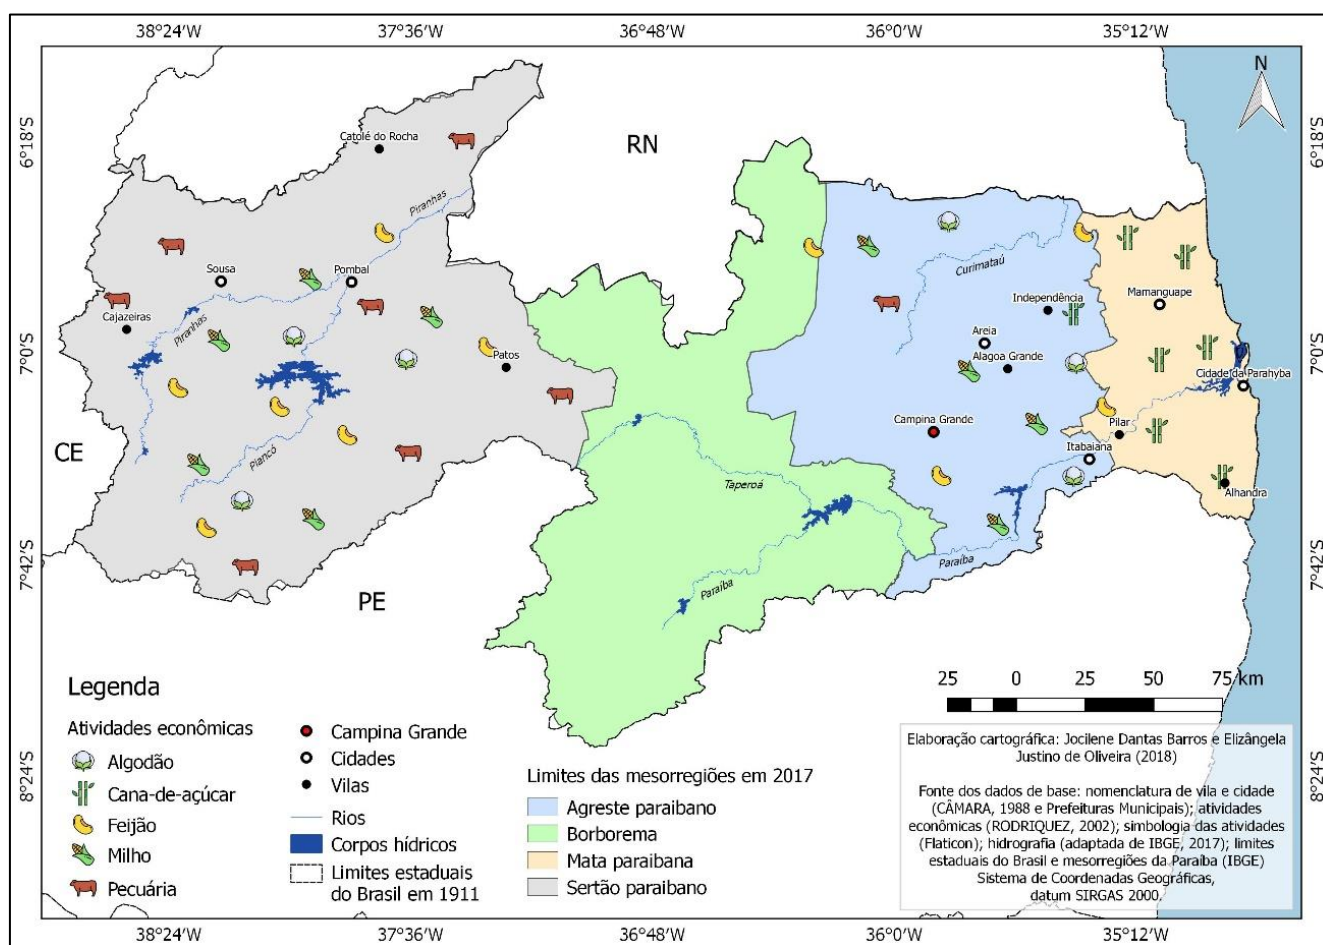 38°24'W 37°36'W 36°48'W 36°0'W 35°12'W
N
6°18'S 6°18'S
RN
Catolé do Rocha
Piranhas
Curimataú
Sousa
Pombal
Independência
Mamanguape
Cajazeiras
Piranhas
Areia
7°0'S 7°0'S
Patos
Alagoa Grande
Cidade da Parahyba
Campina Grande
Pilar
Itabaiana
CE
Piancó
Taperoá
Alhandra
7°42'S 7°42'S
Paraíba
Paraíba
PE
Legenda
Atividades econômicas
Algodão
Cana-de-açúcar
Feijão
Milho
Pecuária
Campina Grande
Cidades
Vilas
Rios
Corpos hídricos
Limites estaduais
do Brasil em 1911
Limites das mesorregiões em 2017
Agreste paraibano
Borborema
Mata paraibana
Sertão paraibano
25 0 25 50 75 km
Elaboração cartográfica: Jocilene Dantas Barros e Elizângela
Justino de Oliveira (2018)
Fonte dos dados de base: nomenclatura de vila e cidade
(CÂMARA, 1988 e Prefeituras Municipais); atividades
econômicas (RODRIQUEZ, 2002); simbologia das atividades
(Flaticon); hidrografia (adaptada de IBGE, 2017); limites
estaduais do Brasil e mesorregiões da Paraíba (IBGE)
Sistema de Coordenadas Geográficas,
datum SIRGAS 2000.
8°24'S 8°24'S
38°24'W 37°36'W 36°48'W 36°0'W 35°12'W